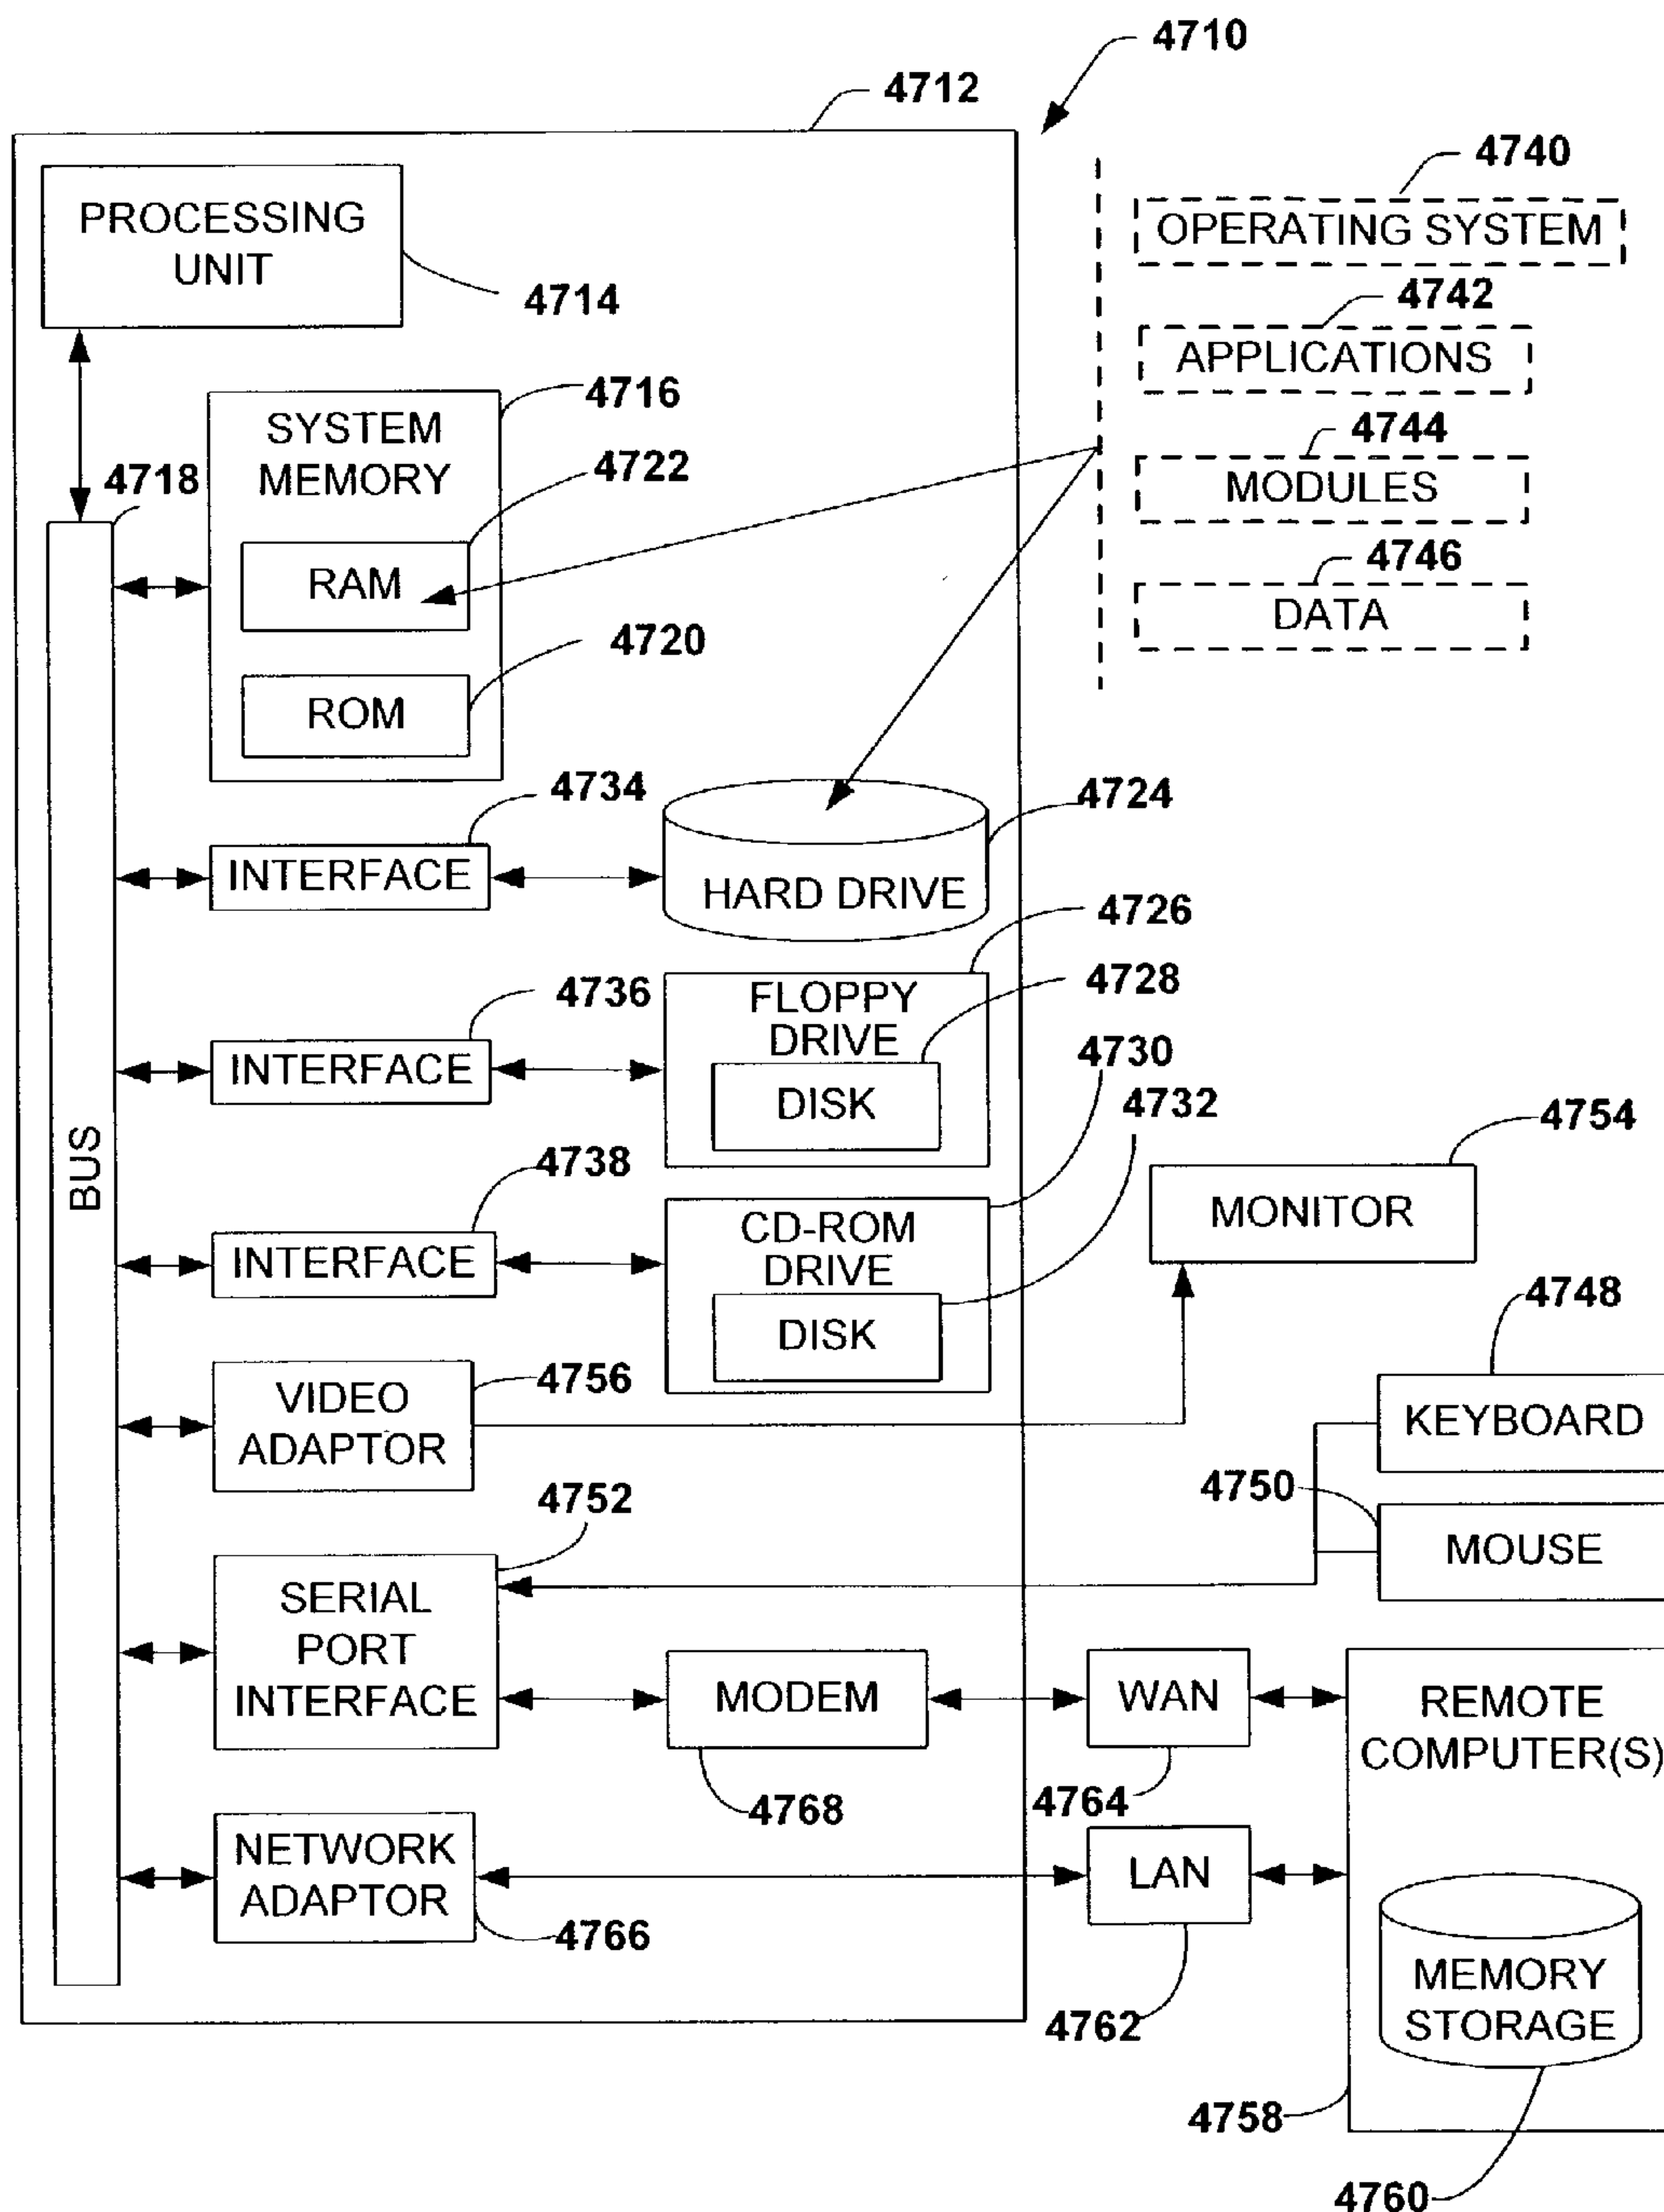 4710
4712
4740
OPERATING SYSTEM
PROCESSING
UNIT
4714
4742
APPLICATIONS
4716
SYSTEM
MEMORY
4744
MODULES
4722
4718
RAM
4746
DATA
4720
ROM
4734
4724
INTERFACE
HARD DRIVE
4726
4736
FLOPPY
DRIVE
4728
INTERFACE
DISK
4730
4732
4754
BUS
4738
MONITOR
INTERFACE
CD-ROM
DRIVE
DISK
4748
4756
VIDEO
ADAPTOR
KEYBOARD
4752
4750
MOUSE
SERIAL
PORT
INTERFACE
MODEM
WAN
REMOTE
COMPUTER(S)
4768
4764
NETWORK
ADAPTOR
LAN
4766
4762
MEMORY
STORAGE
4758
4760